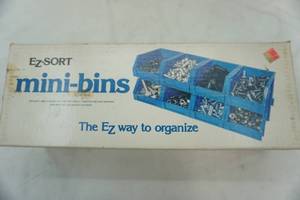 EZ-SORT
mini-bins
The EZ way to organize